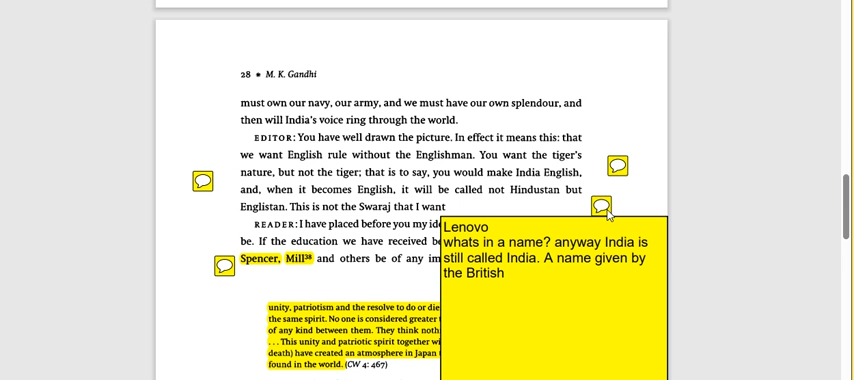 28 * M. K. Gandhi
must own our navy, our army, and we must have our own splendour, and
then will India's voice ring through the world.
EDITOR: You have well drawn the picture. In effect it means this: that
we want English rule without the Englishman. You want the tiger's
nature, but not the tiger; that is to say, you would make India English,
and, when it becomes English, it will be called not Hindustan but
Englistan. This is not the Swaraj that I want
READER: I have placed before you my
be. If the education we have received
Spencer, Mill³⁸ and others be of any
Lenovo
whats in a name? anyway India is
still called India. A name given by
the British
unity, patriotism and the resolve to do or die
the same spirit. No one is considered greater
of any kind between them. They think
... This unity and patriotic spirit together
death) have created an atmosphere in Japan
found in the world. (CW 4: 467)